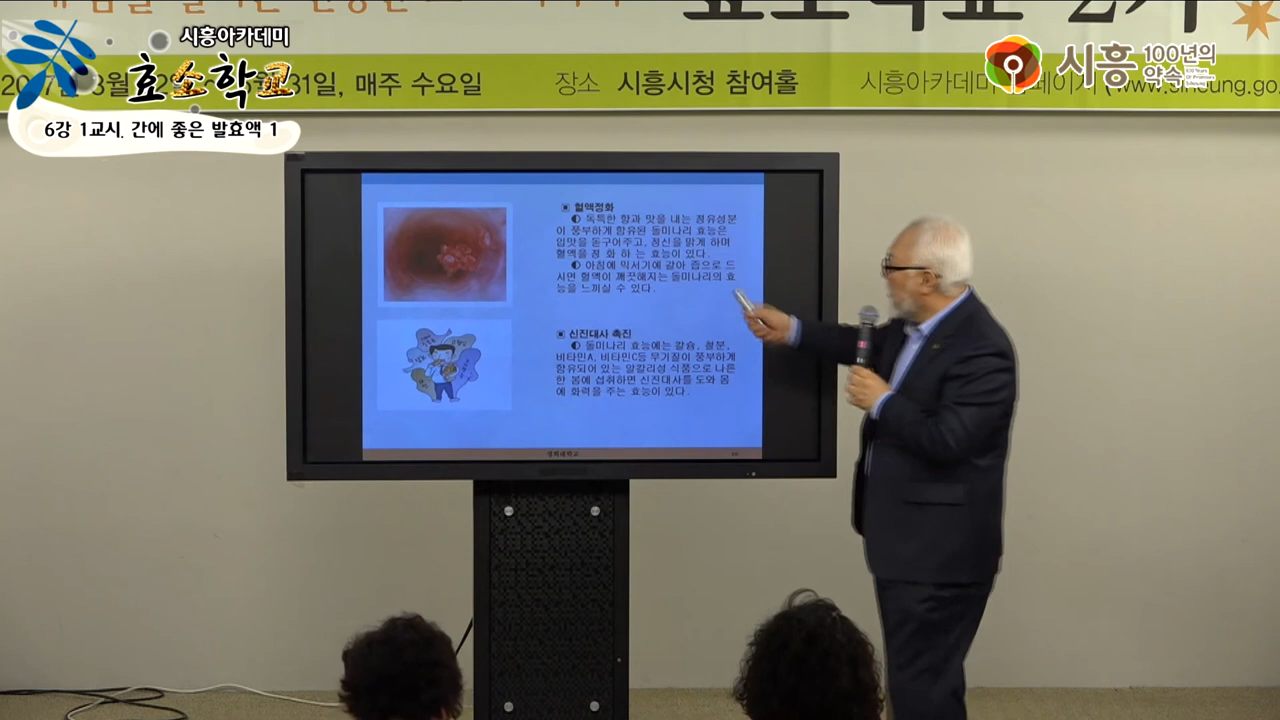 시흥아카데미
효소학교
6강 1교시. 간에 좋은 발효액 1
31일, 매주 수요일
장소 시흥시청 참여홀
시흥아카데미
시흥 100년의 약속
▣ 혈액정화
◐ 독특한 향과 맛을 내는 정유성분
이 풍부하게 함유된 돌미나리 효능은
입맛을 돋구어주고, 정신을 맑게 하며
혈액을 정 화 하 는 효능이 있다.
◐ 아침에 믹서기에 갈아 즙으로 드
시면 혈액이 깨끗해지는 돌미나리의 효
능을 느끼실 수 있다.
▣ 신진대사 촉진
◐ 돌미나리 효능에는 칼슘, 철분,
비타민A, 비타민C등 무기질이 풍부하게
함유되어 있는 알칼리성 식품으로 나른
한 몸에 섭취하면 신진대사를 도와 몸
에 활력을 주는 효능이 있다.